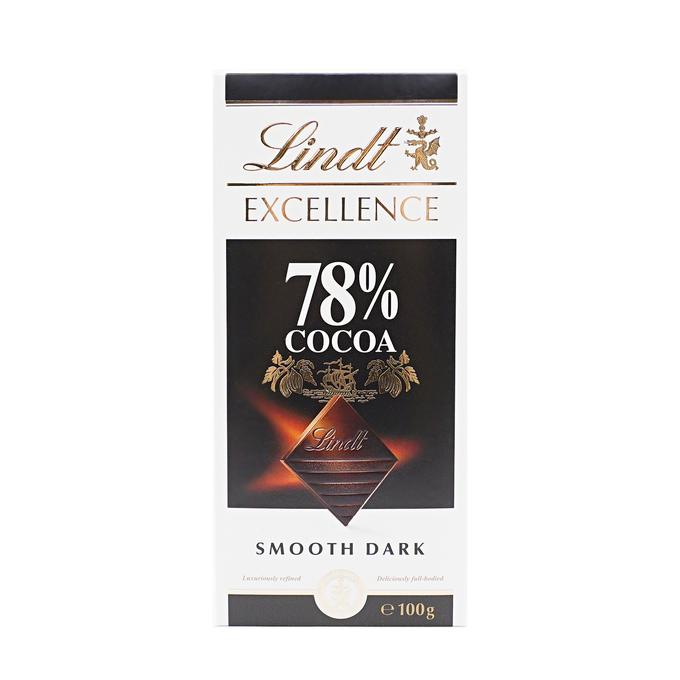 Lindt
EXCELLENCE
78%
COCOA
Lindt
SMOOTH DARK
Luxuriously refined Deliciously full-bodied
℮ 100g